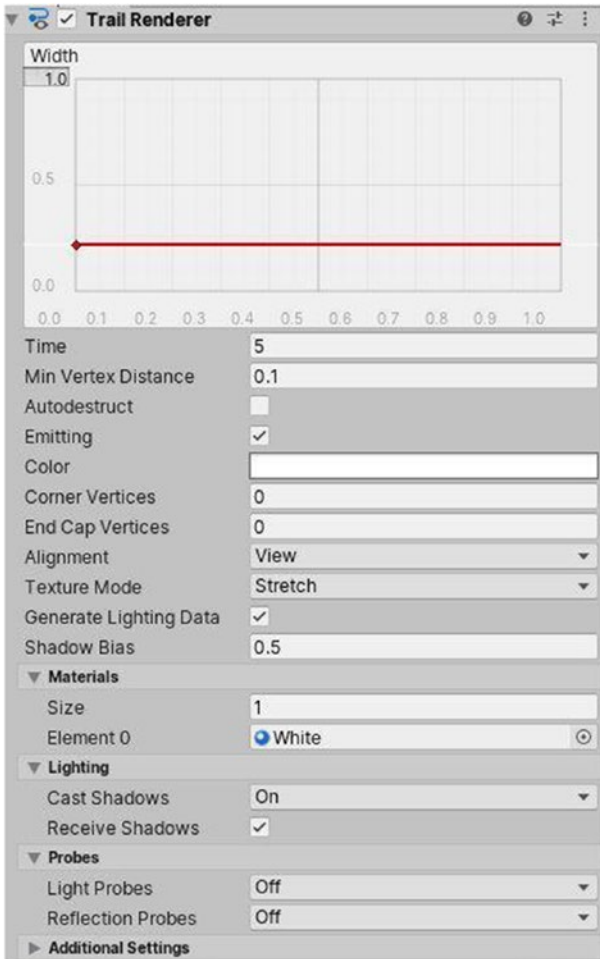 Trail Renderer
Width
1.0
0.5
0.0
0.0 0.1 0.2 0.3 0.4 0.5 0.6 0.7 0.8 0.9 1.0
Time 5
Min Vertex Distance 0.1
Autodestruct
Emitting
Color
Corner Vertices 0
End Cap Vertices 0
Alignment View
Texture Mode Stretch
Generate Lighting Data
Shadow Bias 0.5
Materials
Size 1
Element 0 White
Lighting
Cast Shadows On
Receive Shadows
Probes
Light Probes Off
Reflection Probes Off
Additional Settings